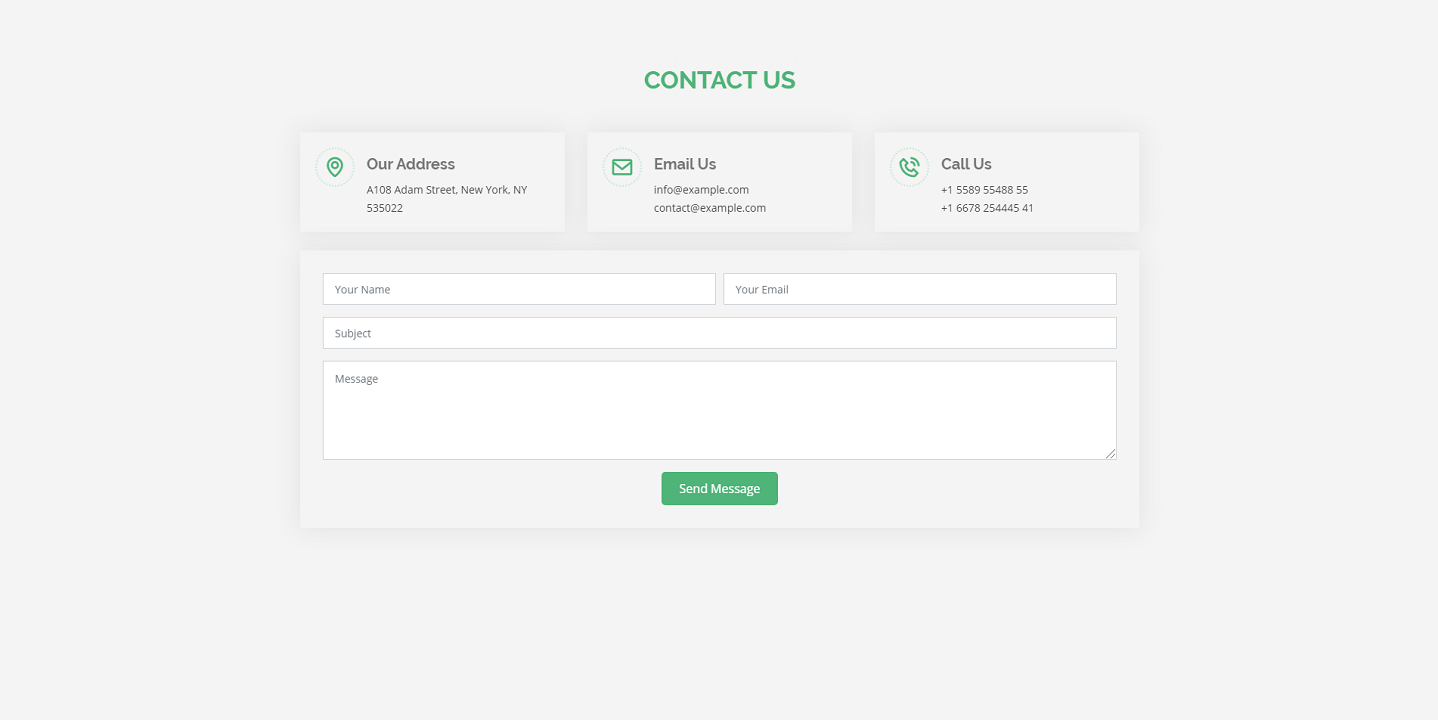 CONTACT US
Our Address
A108 Adam Street, New York, NY
535022
Email Us
info@example.com
contact@example.com
Call Us
+1 5589 55488 55
+1 6678 254445 41
Your Name
Your Email
Subject
Message
Send Message